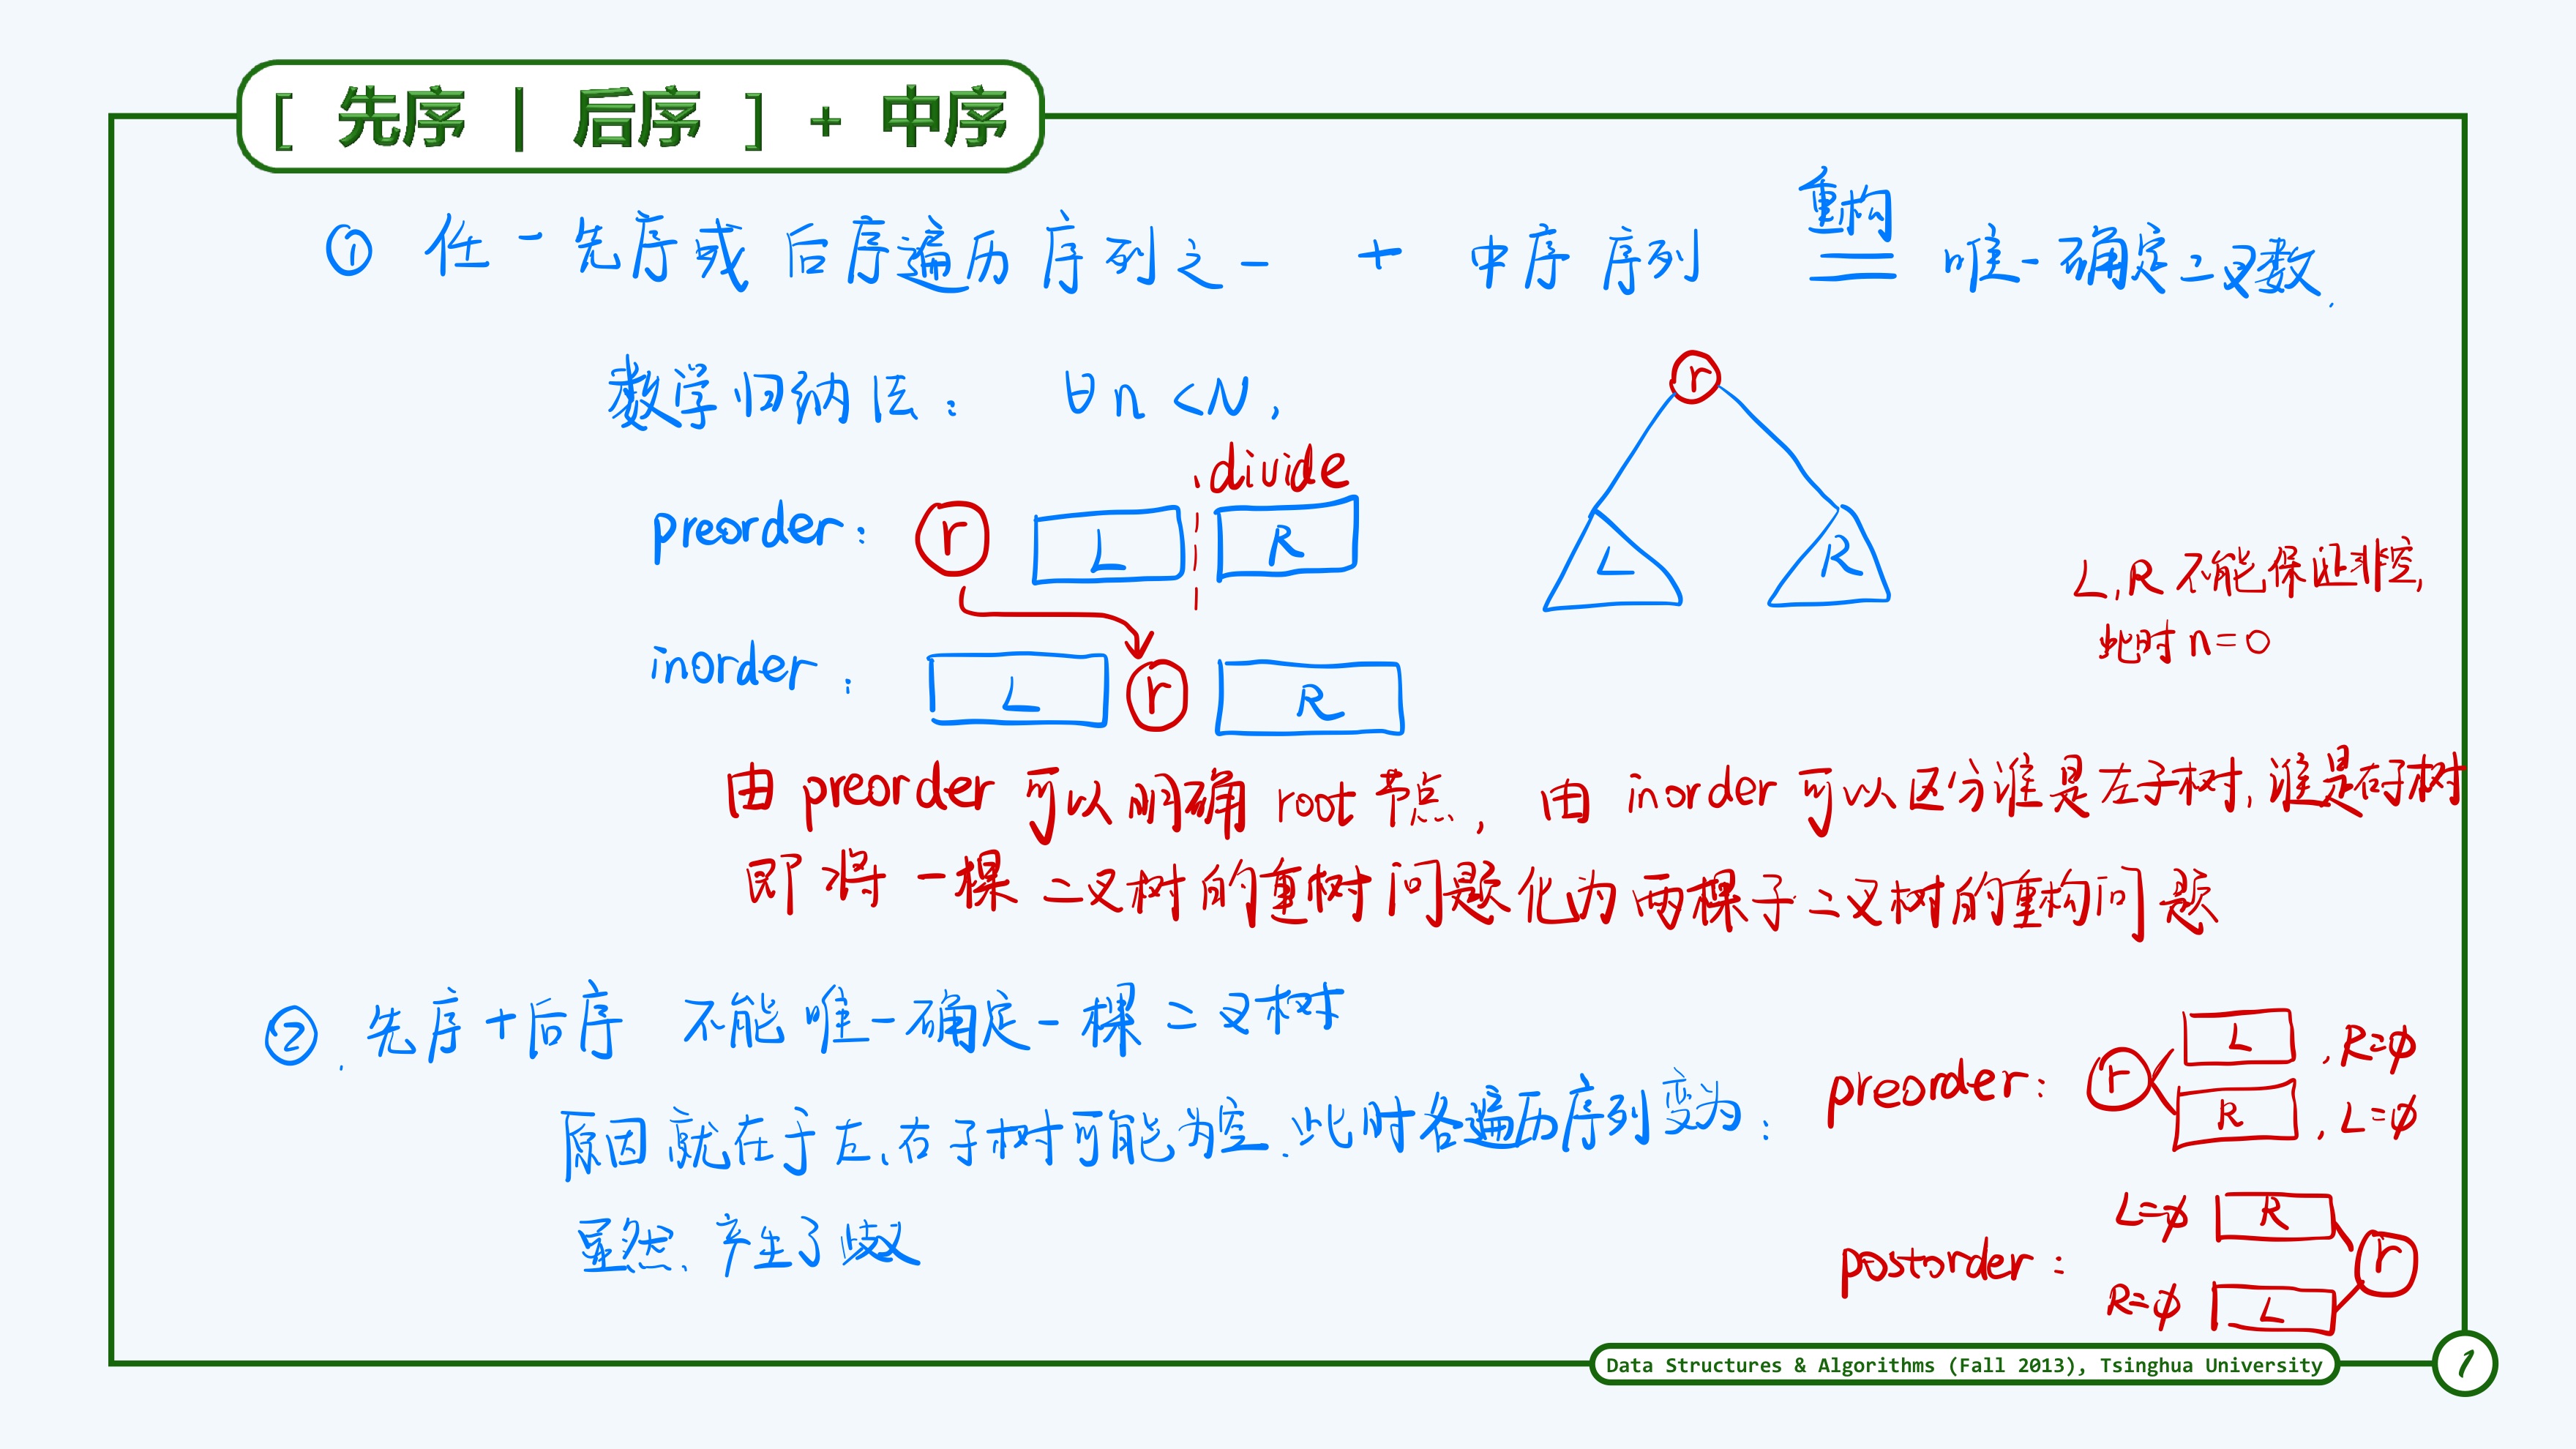 [ 先序 | 后序 ] + 中序
① 任一先序或后序遍历序列之一 + 中序序列 重构 唯一确定二叉数.
数学归纳法: ∀n<N,
r
divide
preorder: r L R
L R
L,R 不能保证非空,
此时 n=0
inorder: L r R
由 preorder 可以明确 root 节点, 由 inorder 可以区分谁是左子树, 谁是右子树
即将一棵二叉树的重树问题化为两棵子二叉树的重构问题
②. 先序+后序 不能唯一确定一棵二叉树
原因就在于左、右子树可能为空.此时各遍历序列变为:
显然、产生了歧义
preorder: r L , R=φ
R , L=φ
L=φ R
postorder: r
R=φ L
Data Structures & Algorithms (Fall 2013), Tsinghua University
1